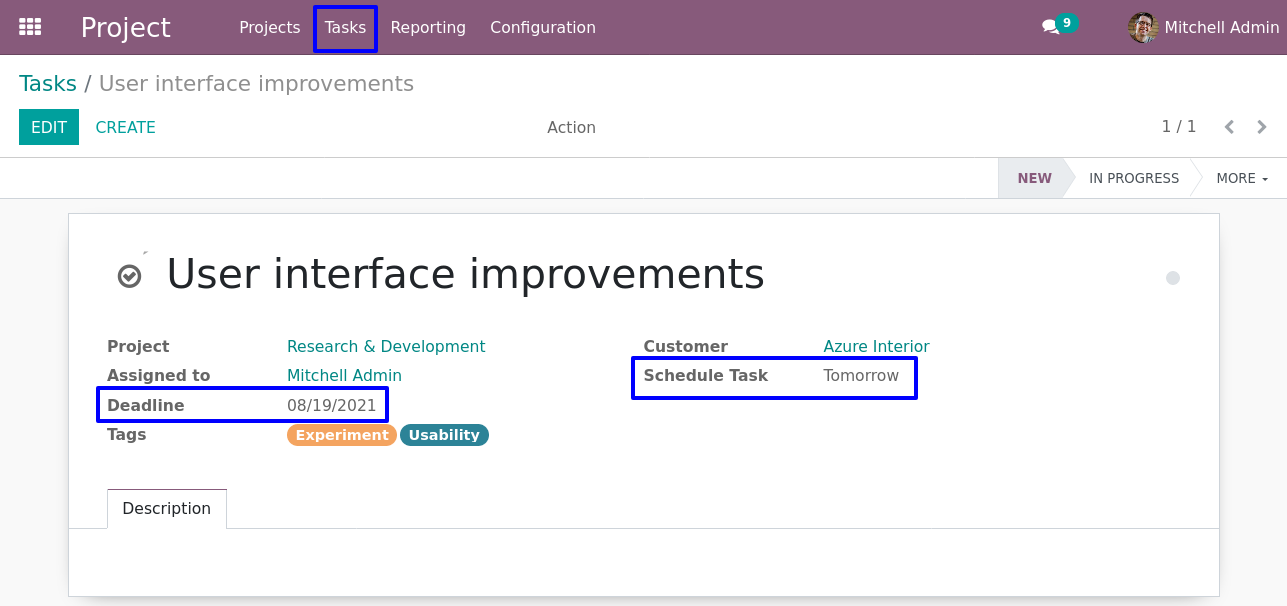 Project Projects Tasks Reporting Configuration 9 Mitchell Admin
Tasks / User interface improvements
EDIT CREATE Action 1 / 1
NEW IN PROGRESS MORE
User interface improvements
Project Research & Development Customer Azure Interior
Assigned to Mitchell Admin Schedule Task Tomorrow
Deadline 08/19/2021
Tags Experiment Usability
Description